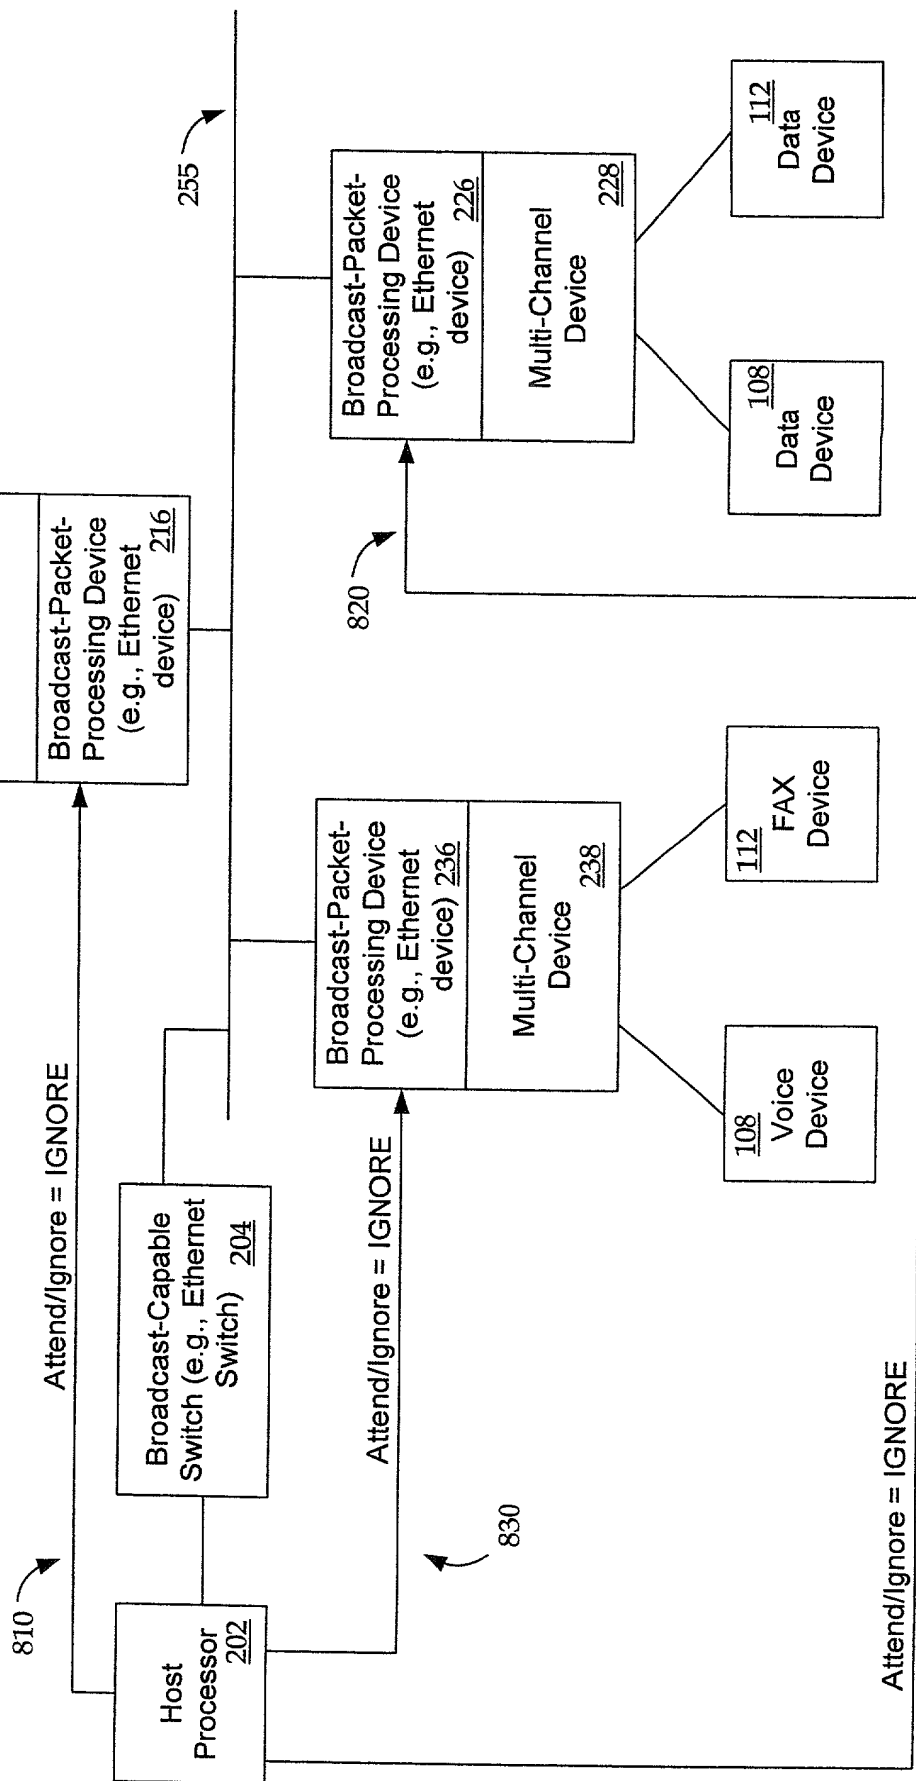 810
Attend/Ignore = IGNORE
Broadcast-Packet-
Processing Device
(e.g., Ethernet
device) 216
255
Host
Processor
202
Broadcast-Capable
Switch (e.g., Ethernet
Switch) 204
830
Attend/Ignore = IGNORE
Broadcast-Packet-
Processing Device
(e.g., Ethernet
device) 236
Multi-Channel
Device 238
820
Broadcast-Packet-
Processing Device
(e.g., Ethernet
device) 226
Multi-Channel
Device 228
108
Voice
Device
112
FAX
Device
108
Data
Device
112
Data
Device
Attend/Ignore = IGNORE